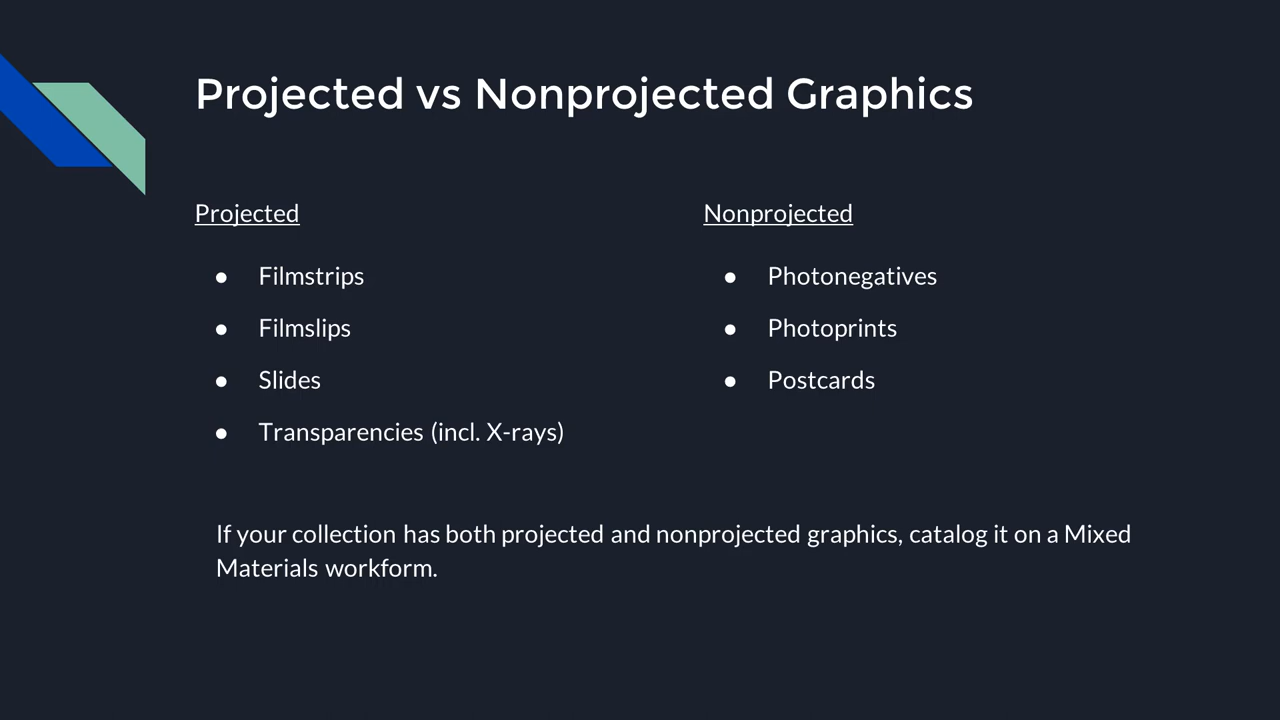 Projected vs Nonprojected Graphics
Projected
● Filmstrips
● Filmslips
● Slides
● Transparencies (incl. X-rays)
Nonprojected
● Photonegatives
● Photoprints
● Postcards
If your collection has both projected and nonprojected graphics, catalog it on a Mixed
Materials workform.